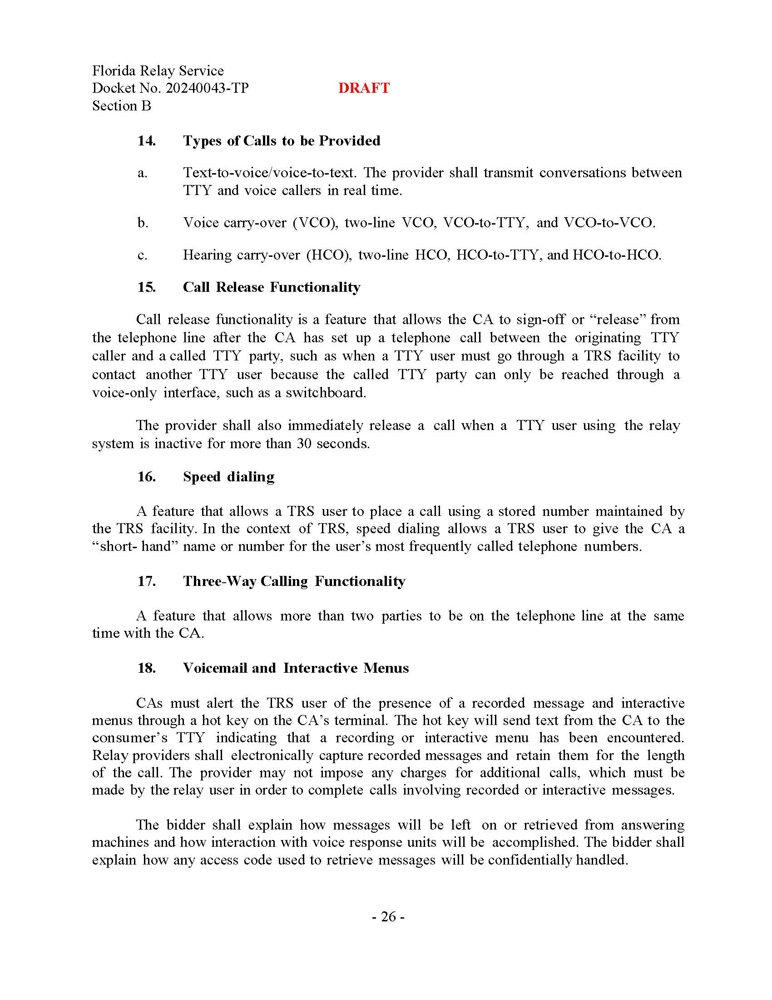 Florida Relay Service
Docket No. 20240043-TP DRAFT
Section B
14. Types of Calls to be Provided
a. Text-to-voice/voice-to-text. The provider shall transmit conversations between
TTY and voice callers in real time.
b. Voice carry-over (VCO), two-line VCO, VCO-to-TTY, and VCO-to-VCO.
c. Hearing carry-over (HCO), two-line HCO, HCO-to-TTY, and HCO-to-HCO.
15. Call Release Functionality
Call release functionality is a feature that allows the CA to sign-off or “release” from
the telephone line after the CA has set up a telephone call between the originating TTY
caller and a called TTY party, such as when a TTY user must go through a TRS facility to
contact another TTY user because the called TTY party can only be reached through a
voice-only interface, such as a switchboard.
The provider shall also immediately release a call when a TTY user using the relay
system is inactive for more than 30 seconds.
16. Speed dialing
A feature that allows a TRS user to place a call using a stored number maintained by
the TRS facility. In the context of TRS, speed dialing allows a TRS user to give the CA a
“short- hand” name or number for the user’s most frequently called telephone numbers.
17. Three-Way Calling Functionality
A feature that allows more than two parties to be on the telephone line at the same
time with the CA.
18. Voicemail and Interactive Menus
CAs must alert the TRS user of the presence of a recorded message and interactive
menus through a hot key on the CA’s terminal. The hot key will send text from the CA to the
consumer’s TTY indicating that a recording or interactive menu has been encountered.
Relay providers shall electronically capture recorded messages and retain them for the length
of the call. The provider may not impose any charges for additional calls, which must be
made by the relay user in order to complete calls involving recorded or interactive messages.
The bidder shall explain how messages will be left on or retrieved from answering
machines and how interaction with voice response units will be accomplished. The bidder shall
explain how any access code used to retrieve messages will be confidentially handled.
- 26 -